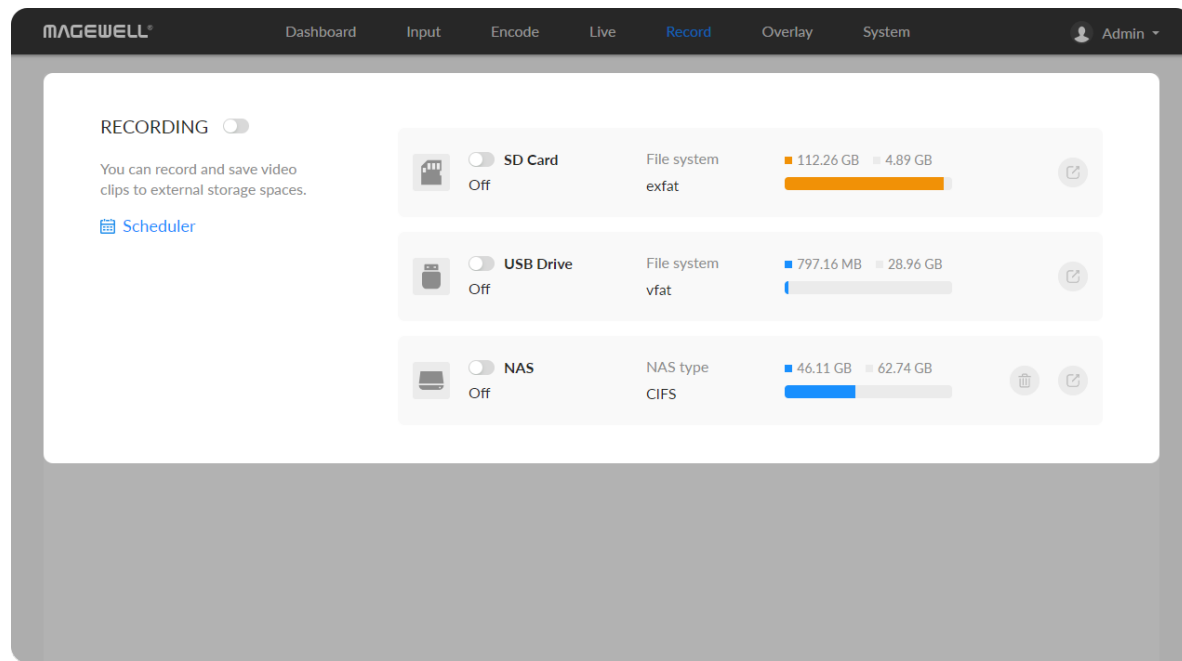 MAGEWELL®
Dashboard Input Encode Live Record Overlay System Admin
RECORDING
You can record and save video
clips to external storage spaces.
Scheduler
SD Card File system 112.26 GB 4.89 GB
Off exfat
USB Drive File system 797.16 MB 28.96 GB
Off vfat
NAS NAS type 46.11 GB 62.74 GB
Off CIFS